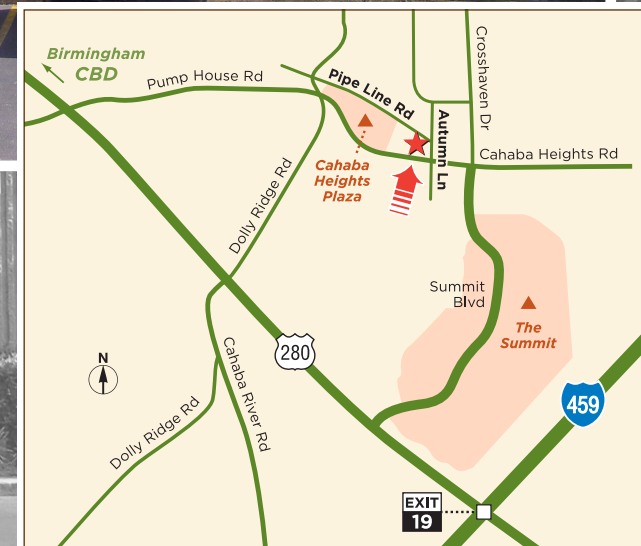 Birmingham
CBD
Pump House Rd
Pipe Line Rd
Crosshaven Dr
Autumn Ln
Cahaba Heights Rd
Cahaba
Heights
Plaza
Dolly Ridge Rd
Summit
Blvd
The
Summit
280
N
Cahaba River Rd
459
Dolly Ridge Rd
EXIT
19